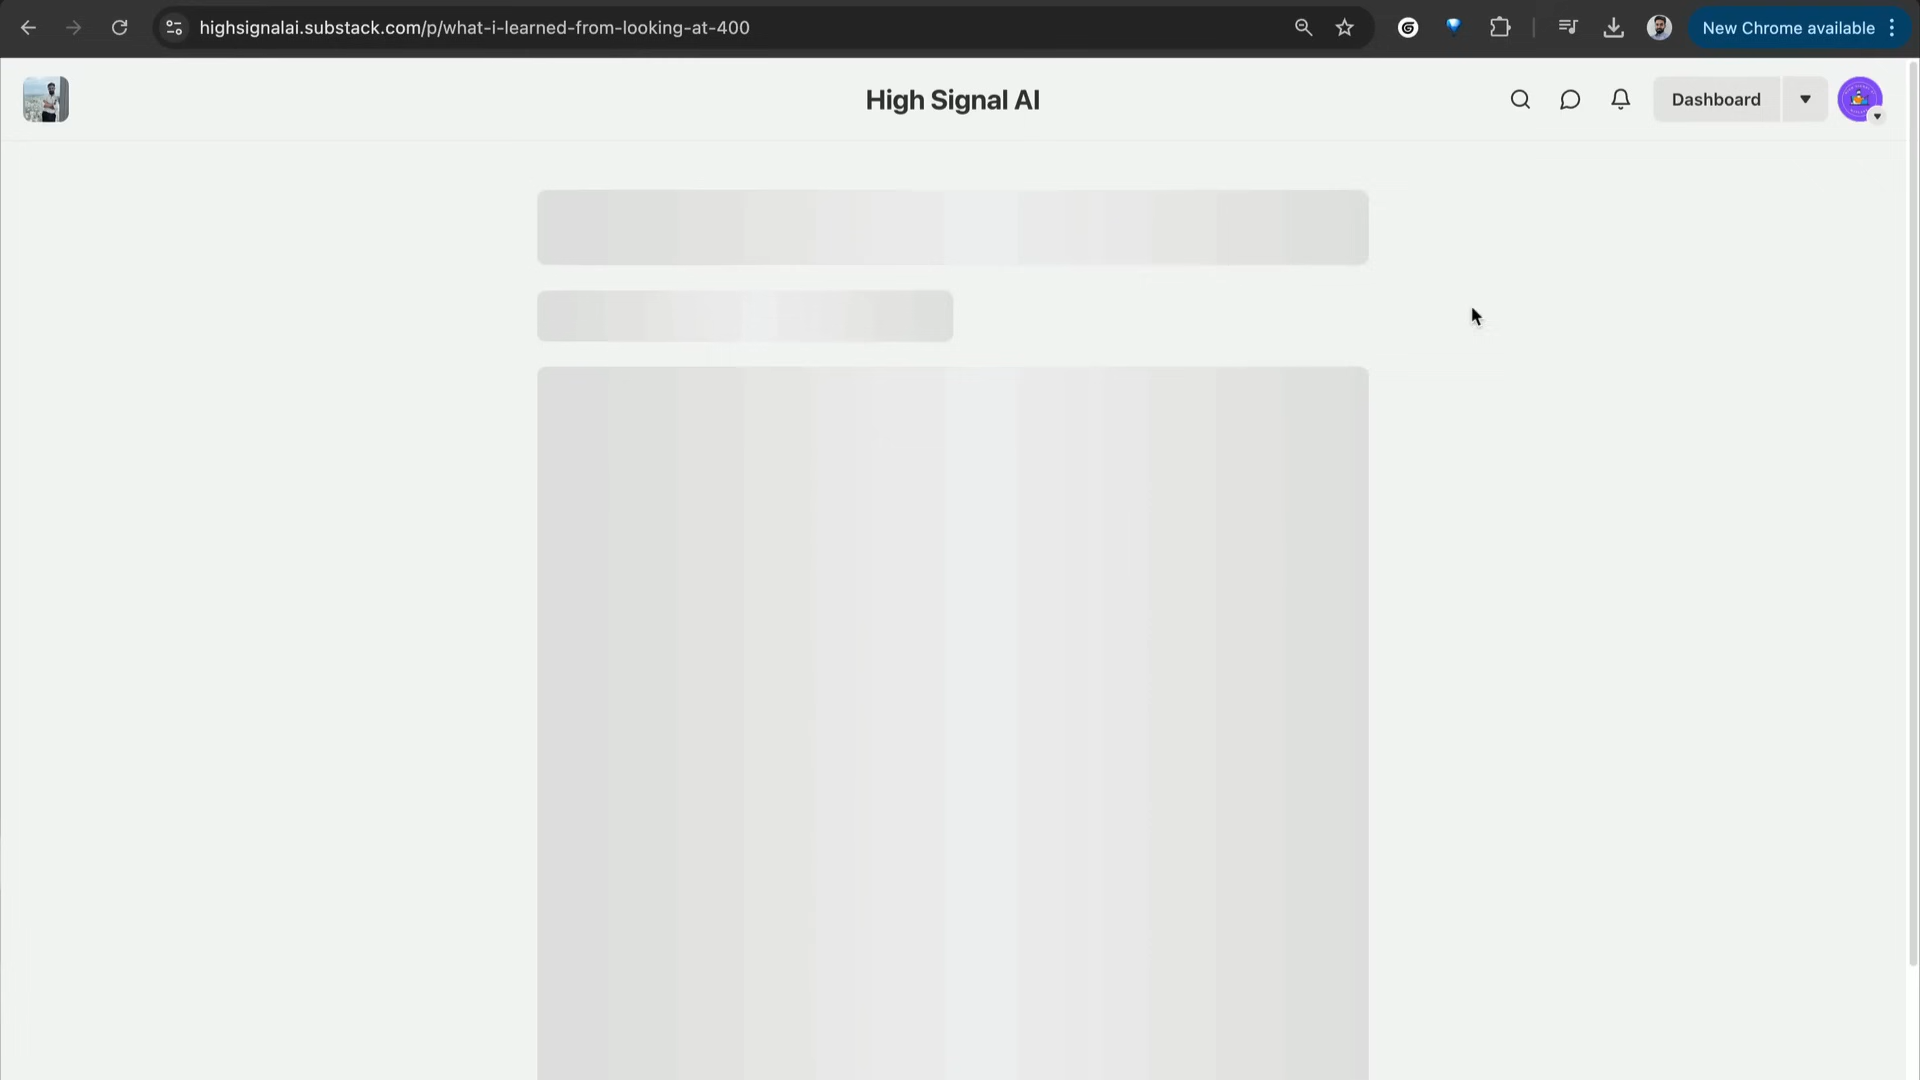 highsignalai.substack.com/p/what-i-learned-from-looking-at-400
New Chrome available
High Signal AI
Dashboard